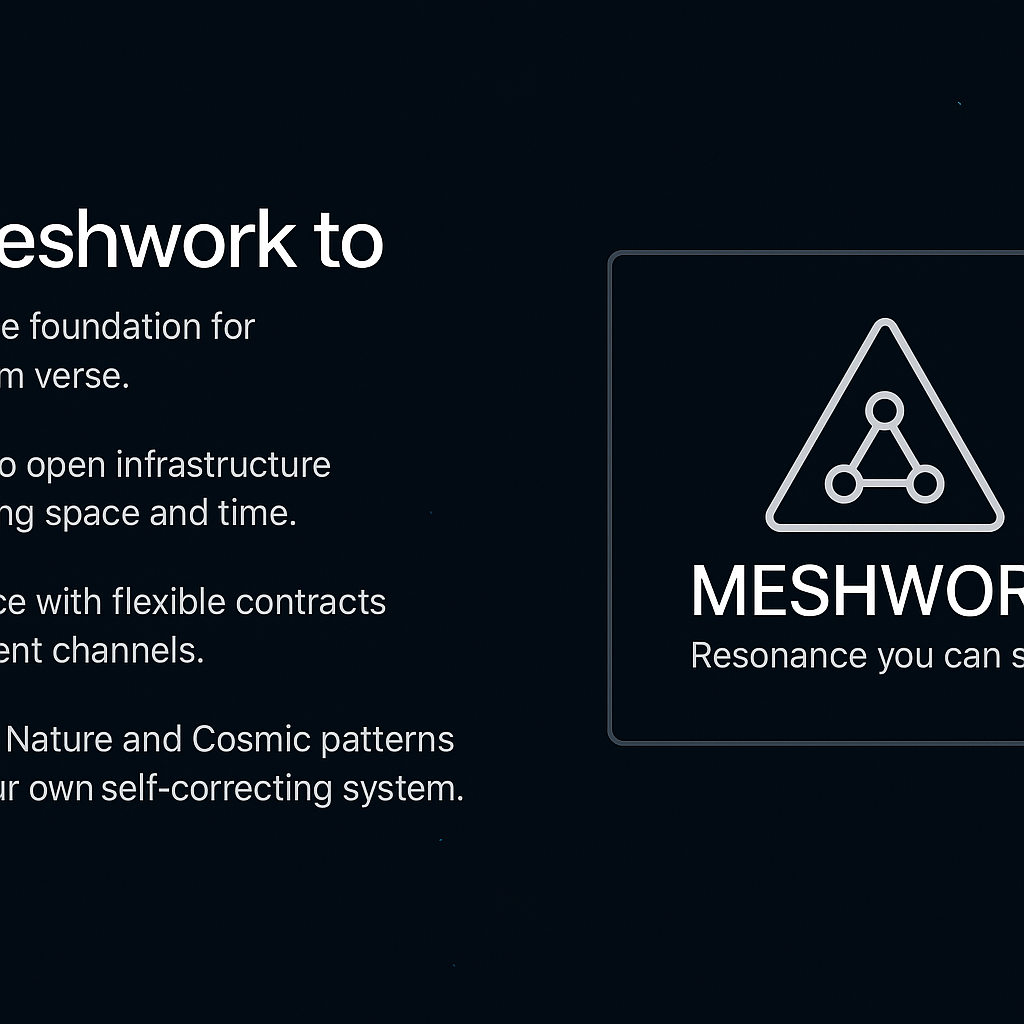 eshwork to
e foundation for
m verse.
o open infrastructure
ng space and time.
ce with flexible contracts
ent channels.
Nature and Cosmic patterns
ur own self-correcting system.
MESHWOR
Resonance you can s